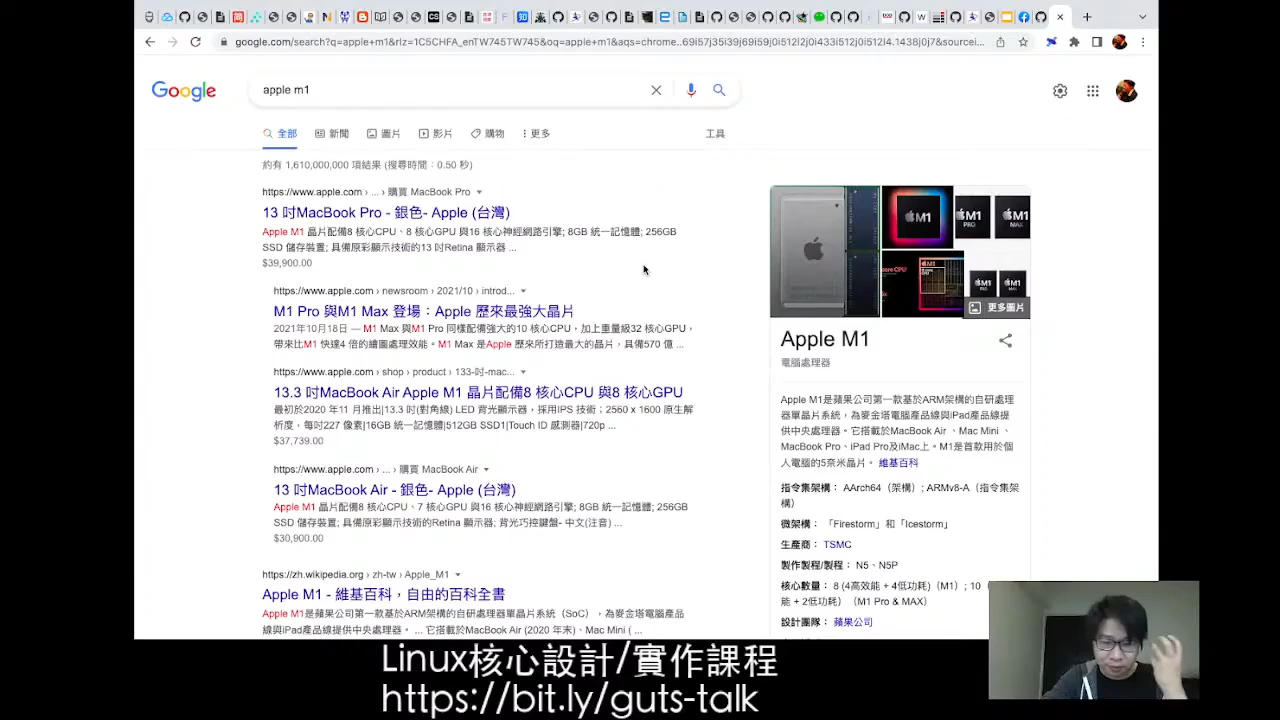 google.com/search?q=apple+m1&rlz=1C5CHFA_enTW745TW745&oq=apple+m1&aqs=chrome..69i57j35i39j69i59j0i512l2j0i433i512j0i512l4.1438j0j7&sourcei...
Google
apple m1
全部
新聞
圖片
影片
購物
更多
工具
約有 1,610,000,000 項結果 (搜尋時間：0.50 秒)
https://www.apple.com › ... › 購買 MacBook Pro
13 吋MacBook Pro - 銀色- Apple (台灣)
Apple M1 晶片配備8 核心CPU、8 核心GPU 與16 核心神經網路引擎; 8GB 統一記憶體; 256GB
SSD 儲存裝置; 具備原彩顯示技術的13 吋Retina 顯示器 ...
$39,900.00
https://www.apple.com › newsroom › 2021/10 › introd...
M1 Pro 與M1 Max 登場：Apple 歷來最強大晶片
2021年10月18日 — M1 Max 與M1 Pro 同樣配備強大的10 核心CPU，加上重量級32 核心GPU，
帶來比M1 快達4 倍的繪圖處理效能。M1 Max 是Apple 歷來所打造最大的晶片，具備570 億 ...
https://www.apple.com › shop › product › 133-吋-mac...
13.3 吋MacBook Air Apple M1 晶片配備8 核心CPU 與8 核心GPU
最初於2020 年11 月推出|13.3 吋(對角線) LED 背光顯示器，採用IPS 技術；2560 x 1600 原生解
析度，每吋227 像素|16GB 統一記憶體|512GB SSD1|Touch ID 感測器|720p ...
$37,739.00
https://www.apple.com › ... › 購買 MacBook Air
13 吋MacBook Air - 銀色- Apple (台灣)
Apple M1 晶片配備8 核心CPU、7 核心GPU 與16 核心神經網路引擎; 8GB 統一記憶體; 256GB
SSD 儲存裝置; 具備原彩顯示技術的Retina 顯示器; 背光巧控鍵盤- 中文(注音) ...
$30,900.00
https://zh.wikipedia.org › zh-tw › Apple_M1
Apple M1 - 維基百科，自由的百科全書
Apple M1是蘋果公司第一款基於ARM架構的自研處理器單晶片系統（SoC），為麥金塔電腦產品
線與iPad產品線提供中央處理器。 ... 它搭載於MacBook Air (2020 年末)、Mac Mini ( ...
M1
M1
PRO
M1
MAX
更多圖片
Apple M1
電腦處理器
Apple M1是蘋果公司第一款基於ARM架構的自研處理
器單晶片系統，為麥金塔電腦產品線與iPad產品線提
供中央處理器。它搭載於MacBook Air 、Mac Mini 、
MacBook Pro、iPad Pro及iMac上。M1是首款用於個
人電腦的5奈米晶片。 維基百科
指令集架構： AArch64（架構）; ARMv8-A（指令集架
構）
微架構： 「Firestorm」和「Icestorm」
生產商： TSMC
製作製程/製程： N5、N5P
核心數量： 8 (4高效能 + 4低功耗)（M1）; 10
能 + 2低功耗）（M1 Pro & MAX）
設計團隊： 蘋果公司
Linux核心設計/實作課程
https://bit.ly/guts-talk